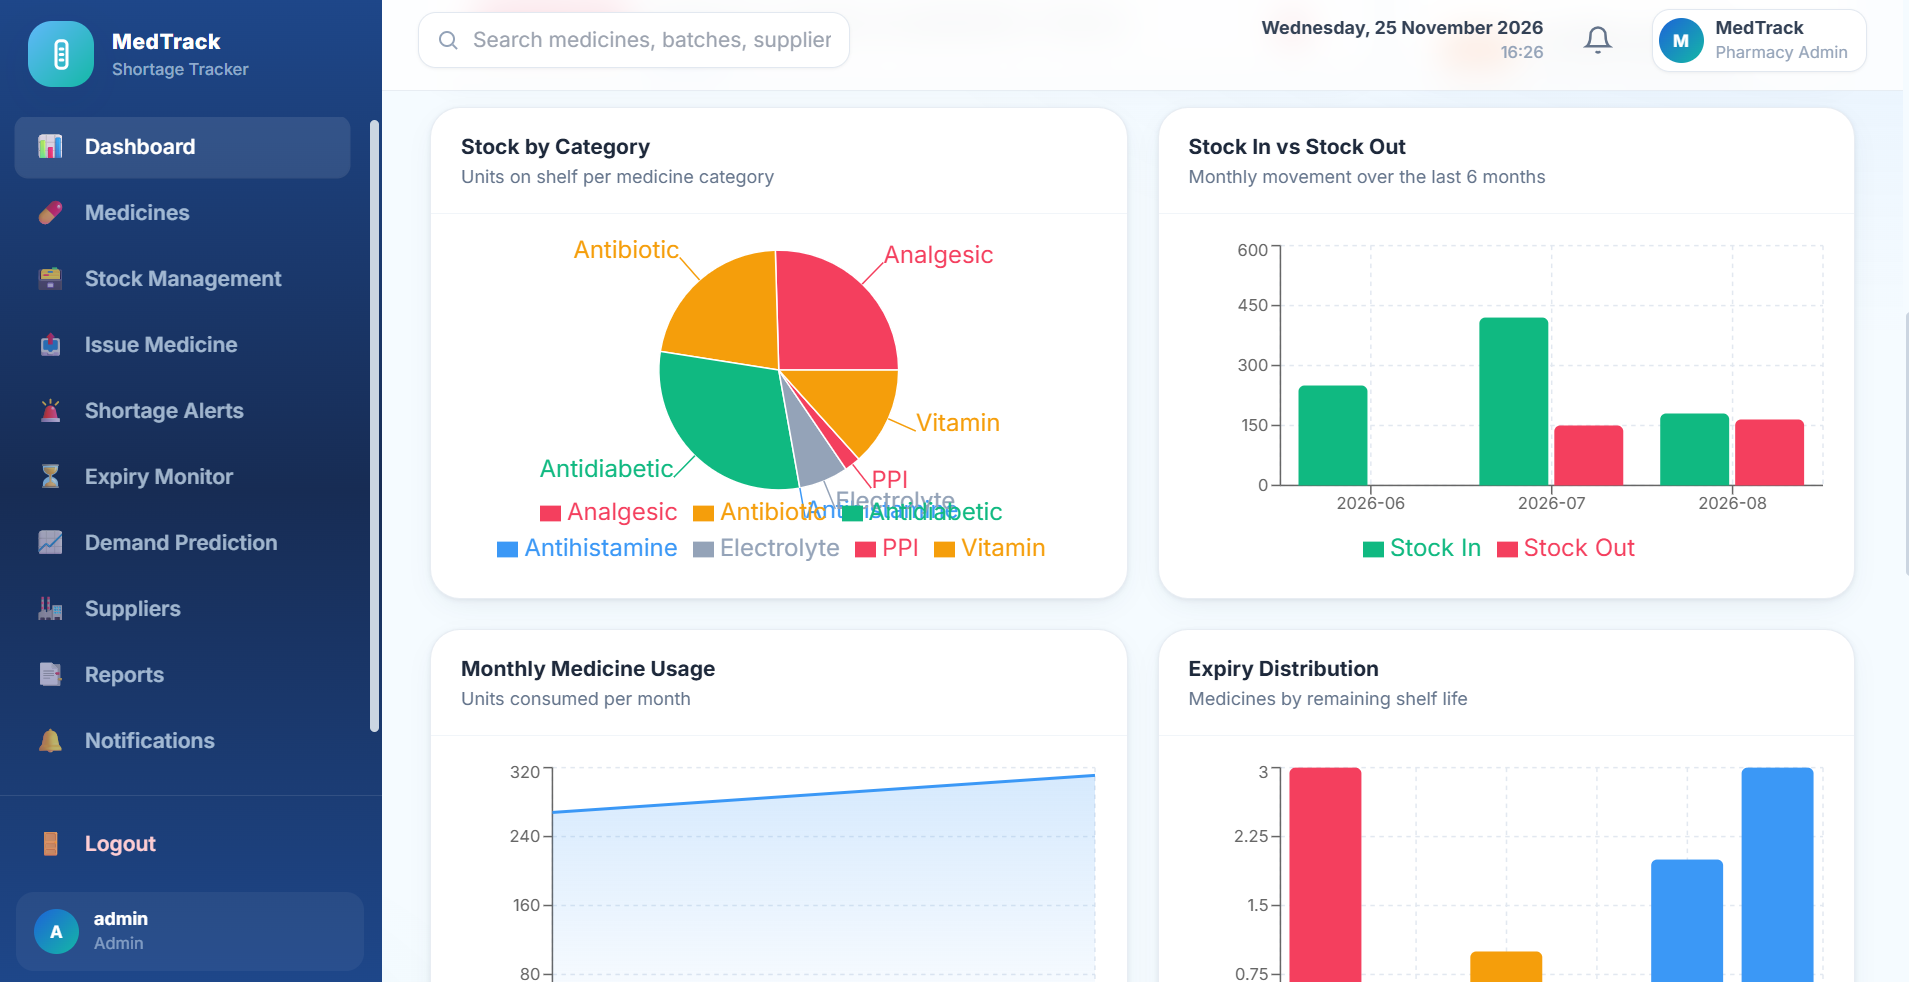 MedTrack
Shortage Tracker
Dashboard
Medicines
Stock Management
Issue Medicine
Shortage Alerts
Expiry Monitor
Demand Prediction
Suppliers
Reports
Notifications
Logout
A
admin
Admin
Search medicines, batches, supplier
Wednesday, 25 November 2026
16:26
M
MedTrack
Pharmacy Admin
Stock by Category
Units on shelf per medicine category
Antibiotic
Analgesic
Vitamin
Antidiabetic
PPI
Electrolyte
Antihistamine
Analgesic Antibiotic Antidiabetic
Antihistamine Electrolyte PPI Vitamin
Stock In vs Stock Out
Monthly movement over the last 6 months
600
450
300
150
0
2026-06 2026-07 2026-08
Stock In Stock Out
Monthly Medicine Usage
Units consumed per month
320
240
160
80
Expiry Distribution
Medicines by remaining shelf life
3
2.25
1.5
0.75